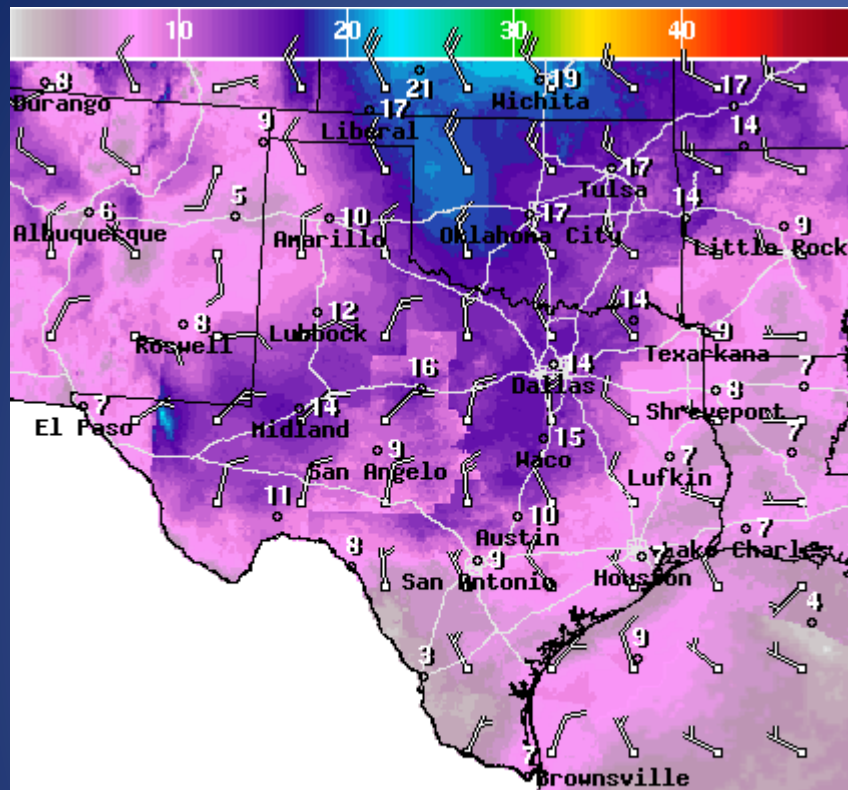 10 20 30 40
8 21 19
Durango Wichita
17 17
Liberal
9 14
17
Tulsa
6 5 10 17 14 9
Albuquerque Amarillo Oklahoma City Little Rock
12 14
8 9
Roswell Lubbock Texarkana
16 14 7
Dallas 8
7 14 Shreveport
El Paso Midland
15
9 7 7
San Angelo Waco Lufkin
11 10 7
Austin
Lake Charles
8 9 7
San Antonio Houston
4
3 9
7
Brownsville